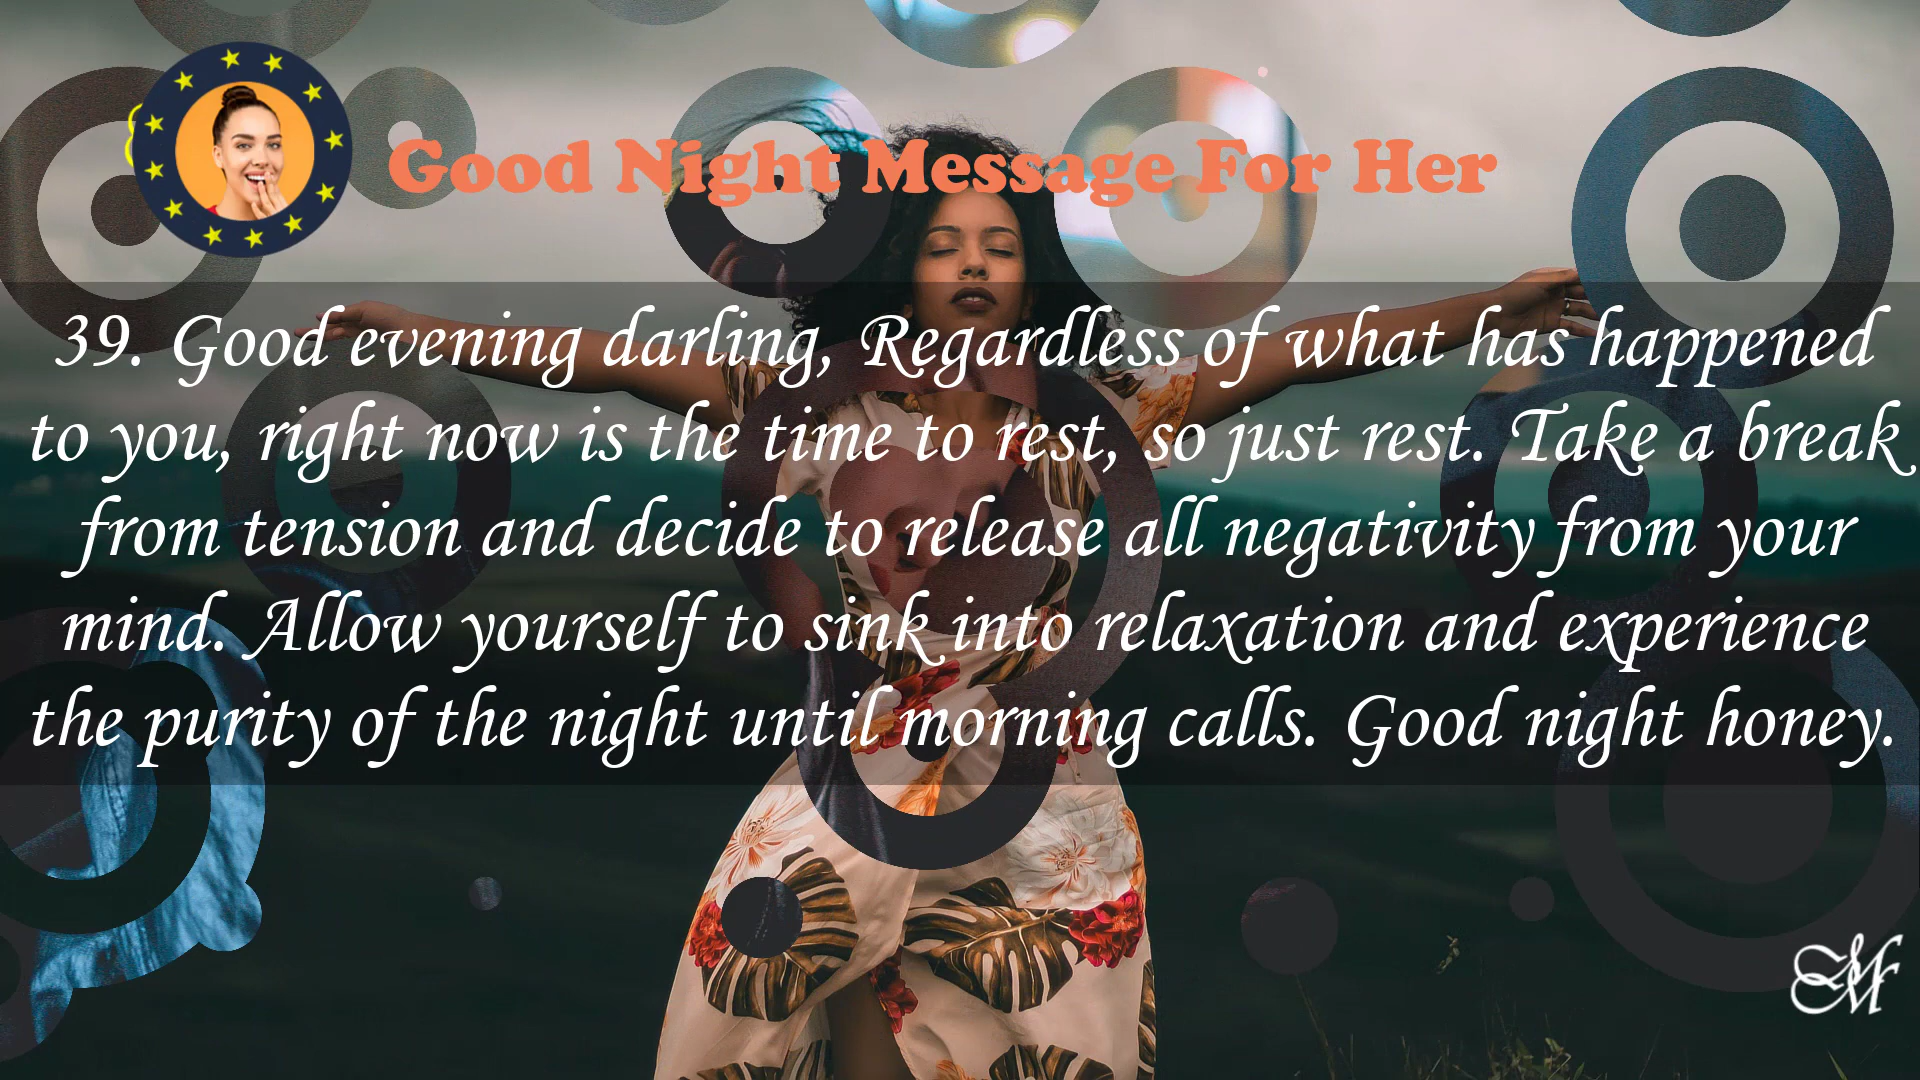 Good Night Message For Her
39. Good evening darling, Regardless of what has happened
to you, right now is the time to rest, so just rest. Take a break
from tension and decide to release all negativity from your
mind. Allow yourself to sink into relaxation and experience
the purity of the night until morning calls. Good night honey.